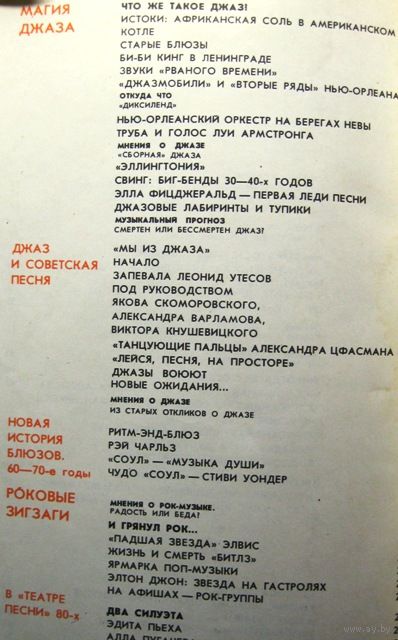 МАГИЯ
ДЖАЗА
ЧТО ЖЕ ТАКОЕ ДЖАЗ!
ИСТОКИ: АФРИКАНСКАЯ СОЛЬ В АМЕРИКАНСКОМ
КОТЛЕ
СТАРЫЕ БЛЮЗЫ
БИ-БИ КИНГ В ЛЕНИНГРАДЕ
ЗВУКИ «РВАНОГО ВРЕМЕНИ»
«ДЖАЗМОБИЛИ» И «ВТОРЫЕ РЯДЫ» НЬЮ-ОРЛЕАНА
ОТКУДА ЧТО
«ДИКСИЛЕНД»
НЬЮ-ОРЛЕАНСКИЙ ОРКЕСТР НА БЕРЕГАХ НЕВЫ
ТРУБА И ГОЛОС ЛУИ АРМСТРОНГА
МНЕНИЯ О ДЖАЗЕ
«СБОРНАЯ» ДЖАЗА
«ЭЛЛИНГТОНИЯ»
СВИНГ: БИГ-БЕНДЫ 30—40-х ГОДОВ
ЭЛЛА ФИЦДЖЕРАЛЬД — ПЕРВАЯ ЛЕДИ ПЕСНИ
ДЖАЗОВЫЕ ЛАБИРИНТЫ И ТУПИКИ
МУЗЫКАЛЬНЫЙ ПРОГНОЗ
СМЕРТЕН ИЛИ БЕССМЕРТЕН ДЖАЗ?
ДЖАЗ
И СОВЕТСКАЯ
ПЕСНЯ
«МЫ ИЗ ДЖАЗА»
НАЧАЛО
ЗАПЕВАЛА ЛЕОНИД УТЕСОВ
ПОД РУКОВОДСТВОМ
ЯКОВА СКОМОРОВСКОГО,
АЛЕКСАНДРА ВАРЛАМОВА,
ВИКТОРА КНУШЕВИЦКОГО
«ТАНЦУЮЩИЕ ПАЛЬЦЫ» АЛЕКСАНДРА ЦФАСМАНА
«ЛЕЙСЯ, ПЕСНЯ, НА ПРОСТОРЕ»
ДЖАЗЫ ВОЮЮТ
НОВЫЕ ОЖИДАНИЯ...
МНЕНИЯ О ДЖАЗЕ
ИЗ СТАРЫХ ОТКЛИКОВ О ДЖАЗЕ
НОВАЯ
ИСТОРИЯ
БЛЮЗОВ.
60—70-е годы
РИТМ-ЭНД-БЛЮЗ
РЭЙ ЧАРЛЬЗ
«СОУЛ» — «МУЗЫКА ДУШИ»
ЧУДО «СОУЛ» — СТИВИ УОНДЕР
РОКОВЫЕ
ЗИГЗАГИ
МНЕНИЯ О РОК-МУЗЫКЕ.
РАДОСТЬ ИЛИ БЕДА?
И ГРЯНУЛ РОК...
«ПАДШАЯ ЗВЕЗДА» ЭЛВИС
ЖИЗНЬ И СМЕРТЬ «БИТЛЗ»
ЯРМАРКА ПОП-МУЗЫКИ
ЭЛТОН ДЖОН: ЗВЕЗДА НА ГАСТРОЛЯХ
НА АФИШАХ — РОК-ГРУППЫ
В «ТЕАТРЕ
ПЕСНИ» 80-х
ДВА СИЛУЭТА
ЭДИТА ПЬЕХА
АЛЛА ПУГАЧЕВА
www.ay.by